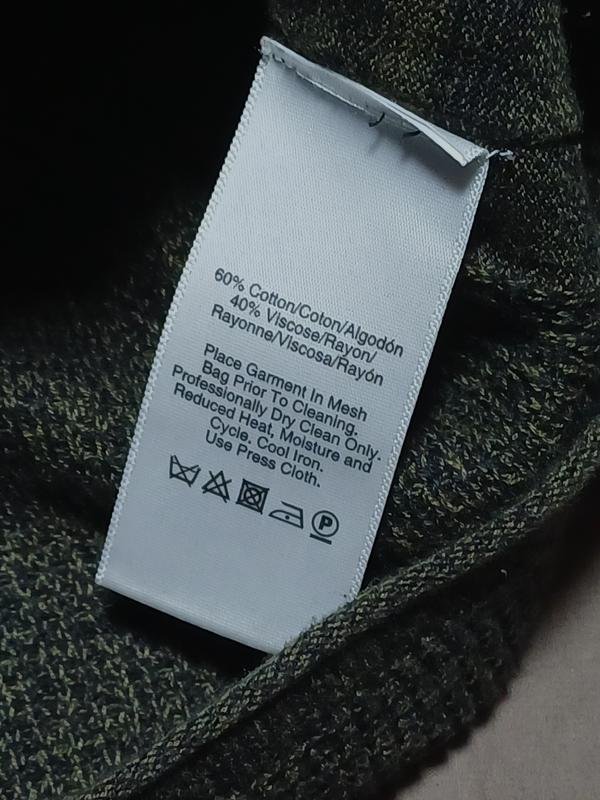 60% Cotton/Coton/Algodón
40% Viscose/Rayon/
Rayonne/Viscosa/Rayón
Place Garment In Mesh
Bag Prior To Cleaning.
Professionally Dry Clean Only.
Reduced Heat, Moisture and
Cycle, Cool Iron.
Use Press Cloth.
P